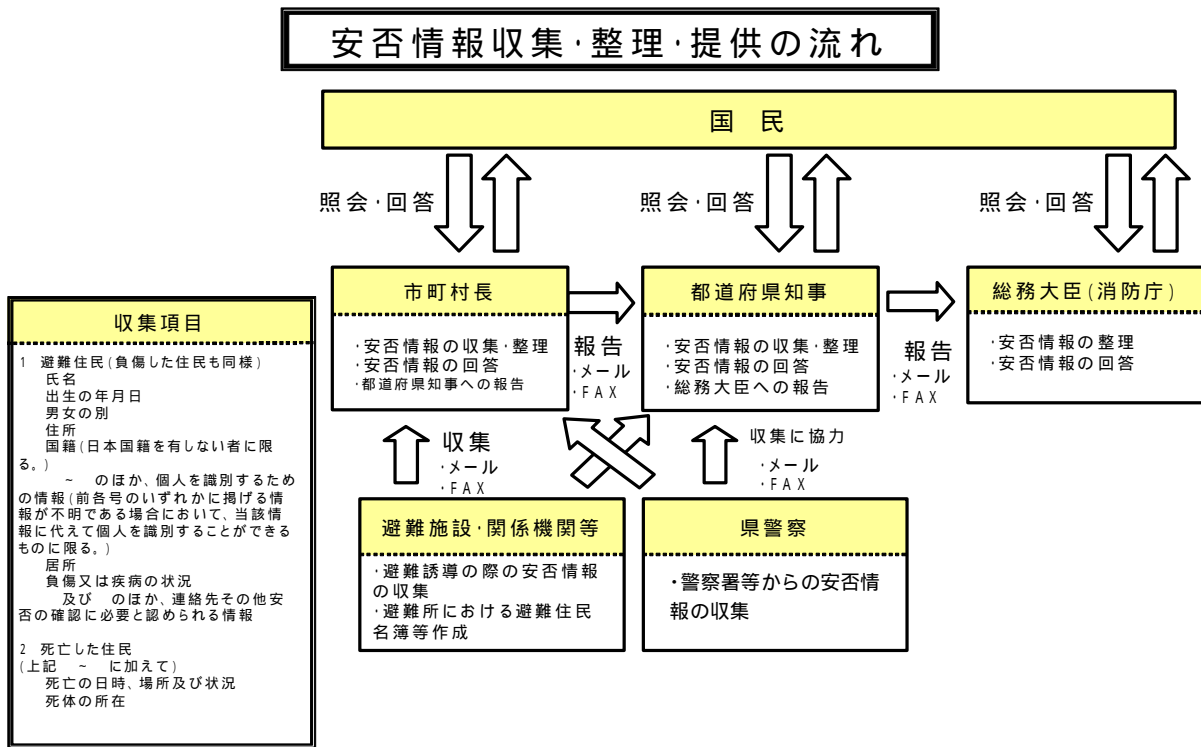 安否情報収集・整理・提供の流れ
国 民
照会・回答
照会・回答
照会・回答
市町村長
・安否情報の収集・整理
・安否情報の回答
・都道府県知事への報告
報告
・メール
・FAX
都道府県知事
・安否情報の収集・整理
・安否情報の回答
・総務大臣への報告
報告
・メール
・FAX
総務大臣(消防庁)
・安否情報の整理
・安否情報の回答
収集項目
1 避難住民(負傷した住民も同様)
氏名
出生の年月日
男女の別
住所
国籍(日本国籍を有しない者に限
る。)
~ のほか、個人を識別するため
の情報(前各号のいずれかに掲げる情
報が不明である場合において、当該情
報に代えて個人を識別することができる
ものに限る。)
居所
負傷又は疾病の状況
及び のほか、連絡先その他安
否の確認に必要と認められる情報
2 死亡した住民
(上記 ~ に加えて)
死亡の日時、場所及び状況
死体の所在
収集
・メール
・FAX
収集に協力
・メール
・FAX
避難施設・関係機関等
・避難誘導の際の安否情報
の収集
・避難所における避難住民
名簿等作成
県警察
・警察署等からの安否情
報の収集